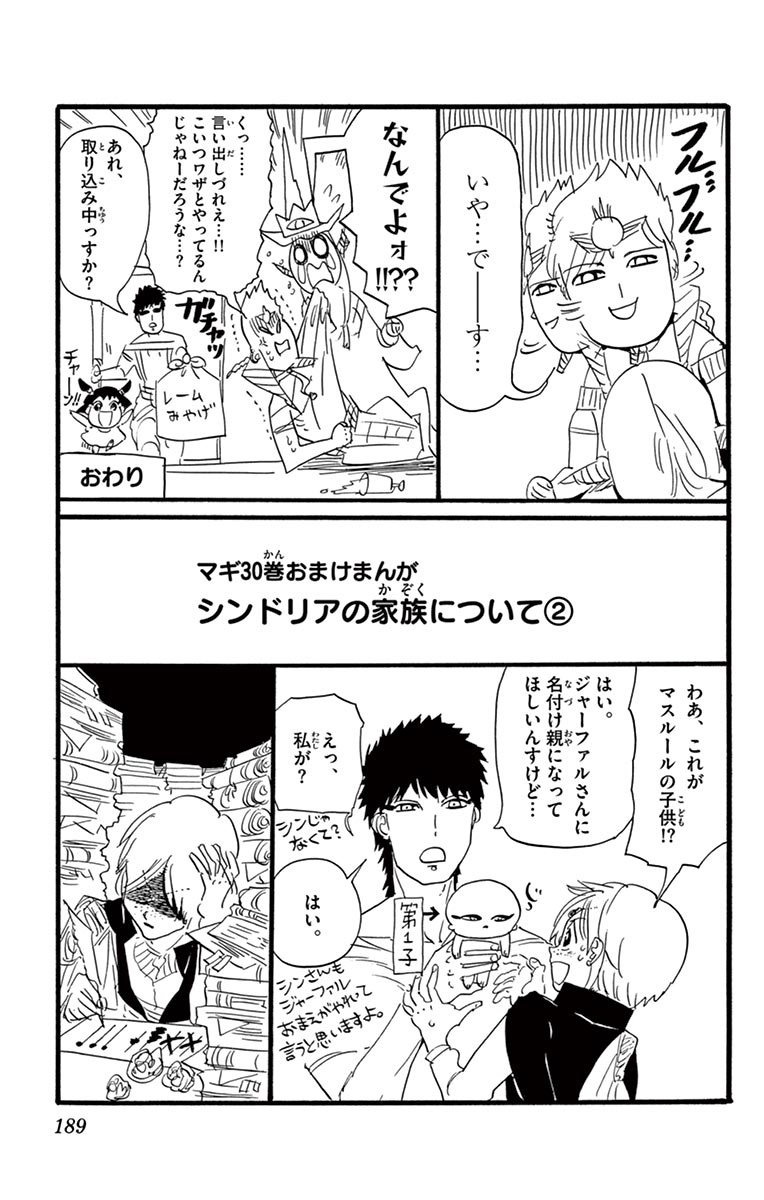 フルブル…
いや…で━す…
なんでよォ
!!??
くっ……
言い出しづれえ…!!
こいつワザとやってるん
じゃねーだろうな…?
ガチャッ
あれ、
取り込み中っすか?
チャーン!!
レーム
みやげ
おわり
マギ30巻おまけまんが
シンドリアの家族について②
わあ、これが
マスルールの子供!?
はい。
ジャーファルさんに
名付け親になって
ほしいんすけど…
えっ、
私が?
シンじゃ
なくて?
はい。
第1子
シンさんも
ジャーファル
おまえがやれって
言うと思いますよ。
189